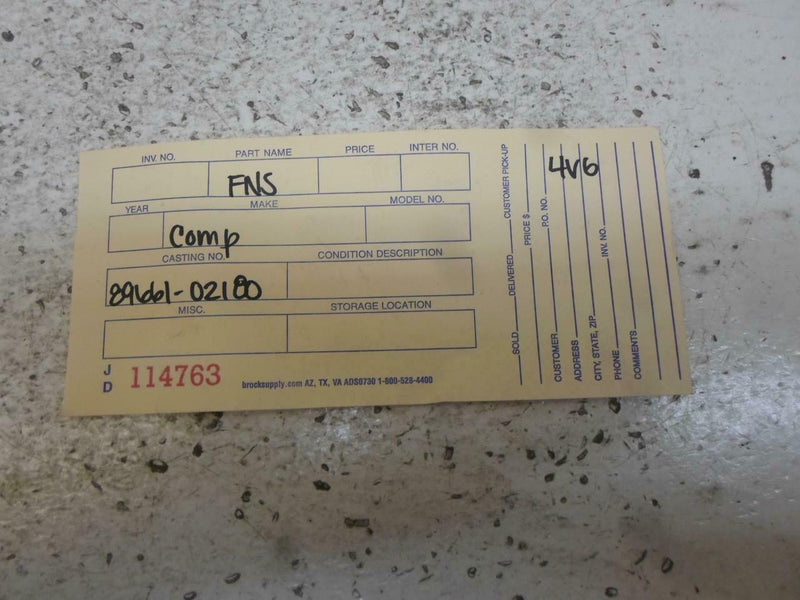 INV. NO. PART NAME PRICE INTER NO.
FNS
YEAR MAKE MODEL NO.
Comp
CASTING NO. CONDITION DESCRIPTION
89661-02180
MISC. STORAGE LOCATION
J D 114763 brocksupply.com AZ, TX, VA ADS0730 1-800-528-4400
SOLD DELIVERED CUSTOMER PICK-UP
PRICE $
P.O. NO.
4V6
CUSTOMER
ADDRESS
CITY, STATE, ZIP INV. NO.
PHONE
COMMENTS